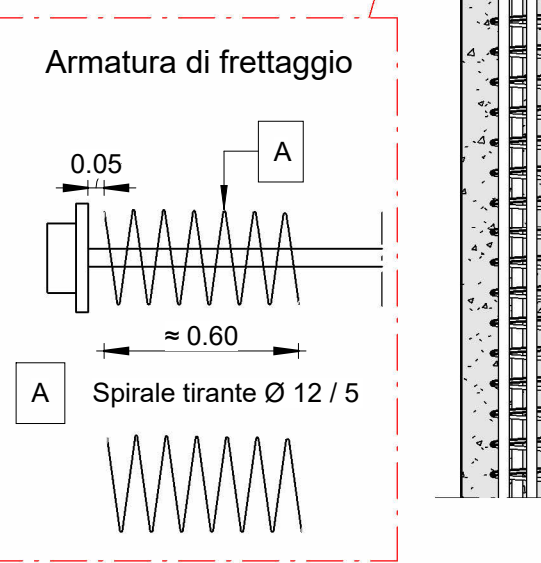 Armatura di frettaggio
A
0.05
≈ 0.60
A
Spirale tirante Ø 12 / 5